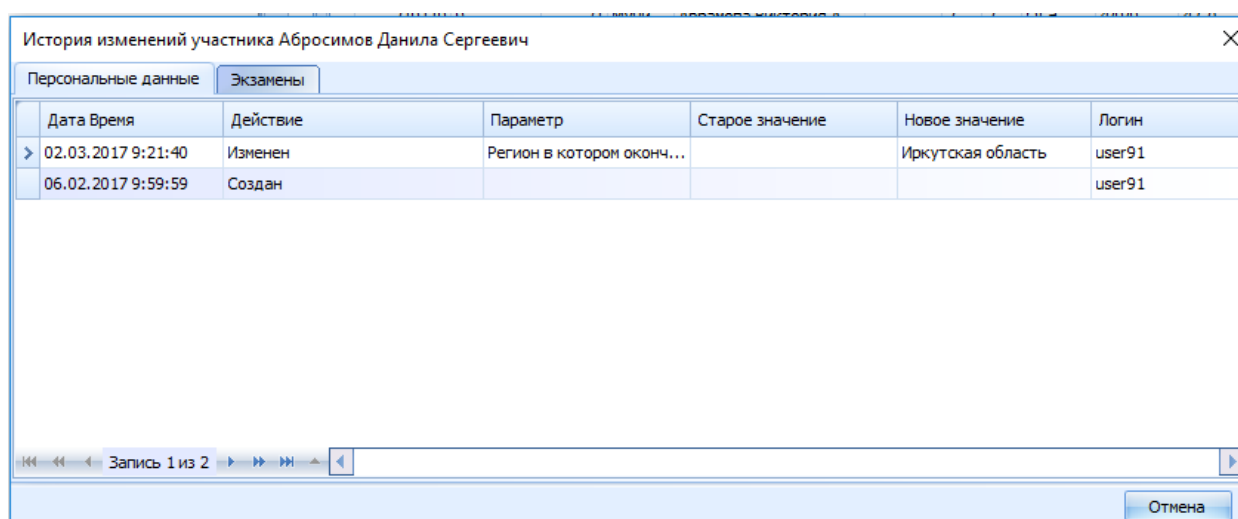 История изменений участника Абросимов Данила Сергеевич
Персональные данные Экзамены
Дата Время Действие Параметр Старое значение Новое значение Логин
02.03.2017 9:21:40 Изменен Регион в котором оконч... Иркутская область user91
06.02.2017 9:59:59 Создан user91
Запись 1 из 2
Отмена